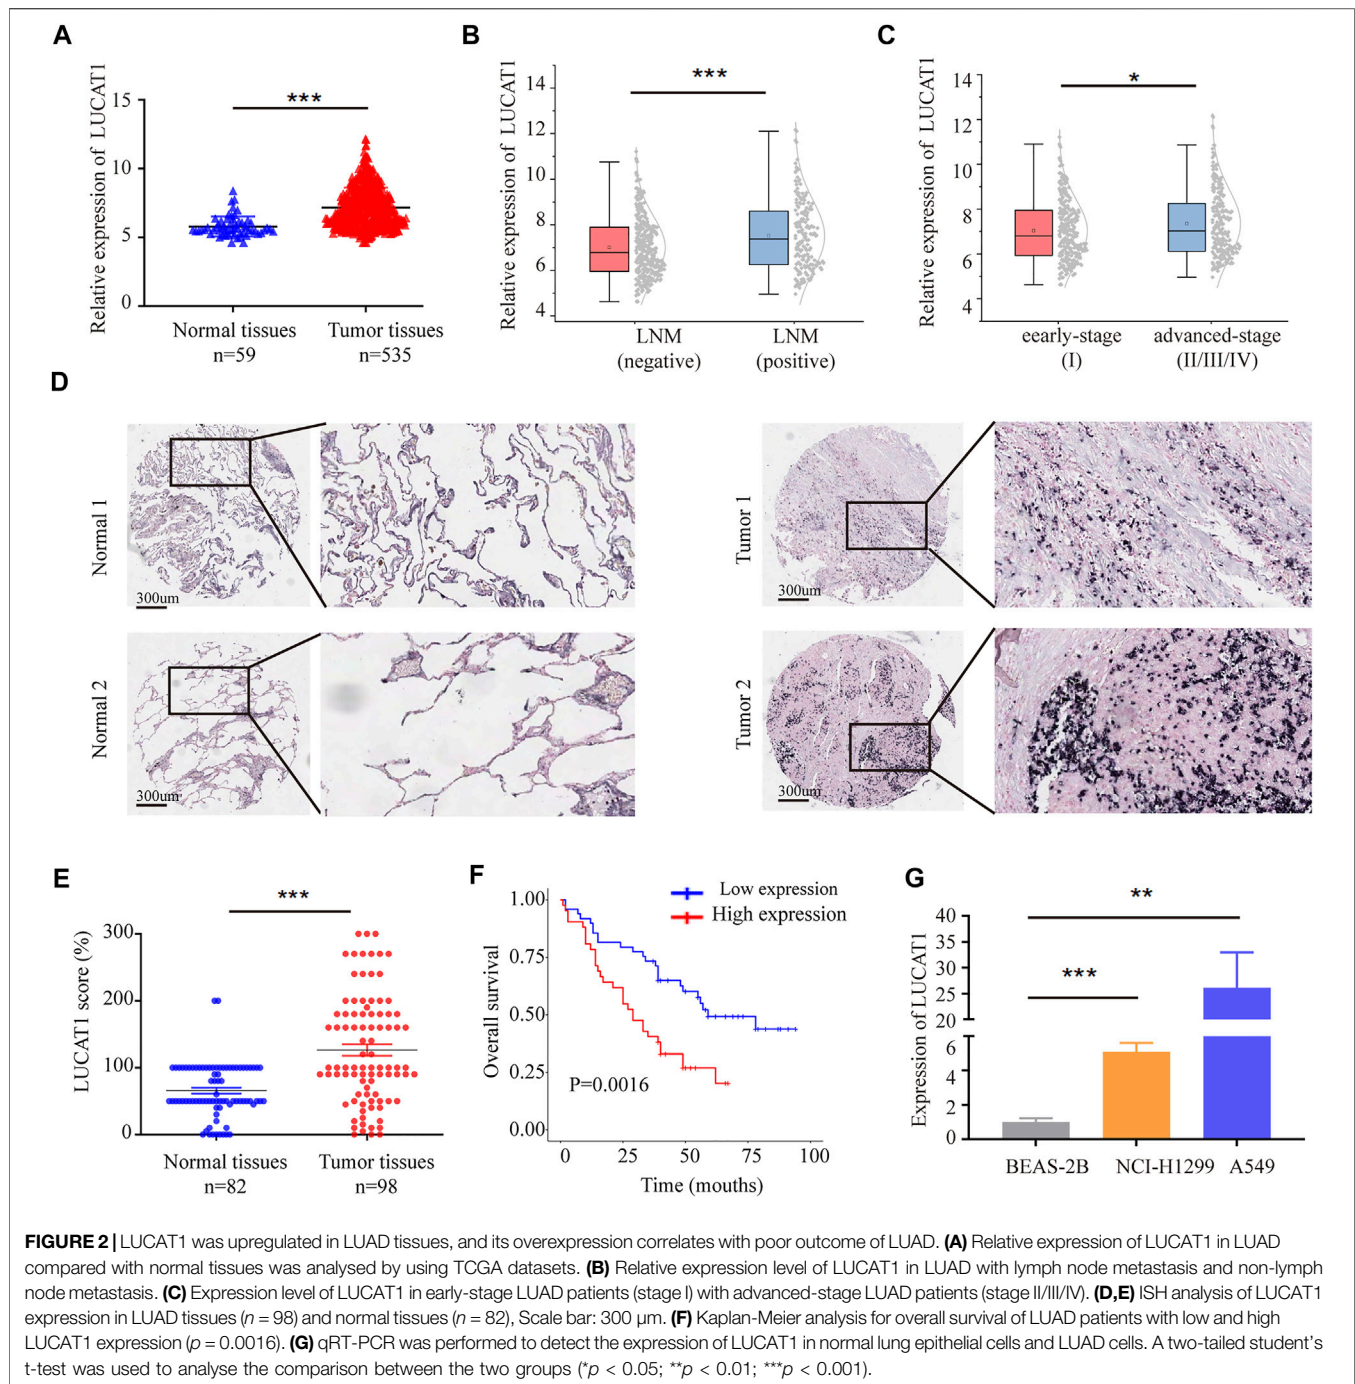 A
Relative expression of LUCAT1
15
10
5
0
***
Normal tissues
n=59
Tumor tissues
n=535
B
Relative expression of LUCAT1
14
12
10
8
6
4
***
LNM
(negative)
LNM
(positive)
C
Relative expression of LUCAT1
14
12
10
8
6
4
*
eearly-stage
(I)
advanced-stage
(II/III/IV)
D
Normal 1
300um
Tumor 1
300um
Normal 2
300um
Tumor 2
300um
E
LUCAT1 score (%)
300
200
100
0
***
Normal tissues
n=82
Tumor tissues
n=98
F
Overall survival
1.00
0.75
0.50
0.25
0.00
Low expression
High expression
P=0.0016
0 25 50 75 100
Time (mouths)
G
Expression of LUCAT1
40
35
30
25
20
6
4
2
0
**
***
BEAS-2B NCI-H1299 A549
FIGURE 2 | LUCAT1 was upregulated in LUAD tissues, and its overexpression correlates with poor outcome of LUAD. (A) Relative expression of LUCAT1 in LUAD
compared with normal tissues was analysed by using TCGA datasets. (B) Relative expression level of LUCAT1 in LUAD with lymph node metastasis and non-lymph
node metastasis. (C) Expression level of LUCAT1 in early-stage LUAD patients (stage I) with advanced-stage LUAD patients (stage II/III/IV). (D,E) ISH analysis of LUCAT1
expression in LUAD tissues (n = 98) and normal tissues (n = 82), Scale bar: 300 μm. (F) Kaplan-Meier analysis for overall survival of LUAD patients with low and high
LUCAT1 expression (p = 0.0016). (G) qRT-PCR was performed to detect the expression of LUCAT1 in normal lung epithelial cells and LUAD cells. A two-tailed student's
t-test was used to analyse the comparison between the two groups (*p < 0.05; **p < 0.01; ***p < 0.001).